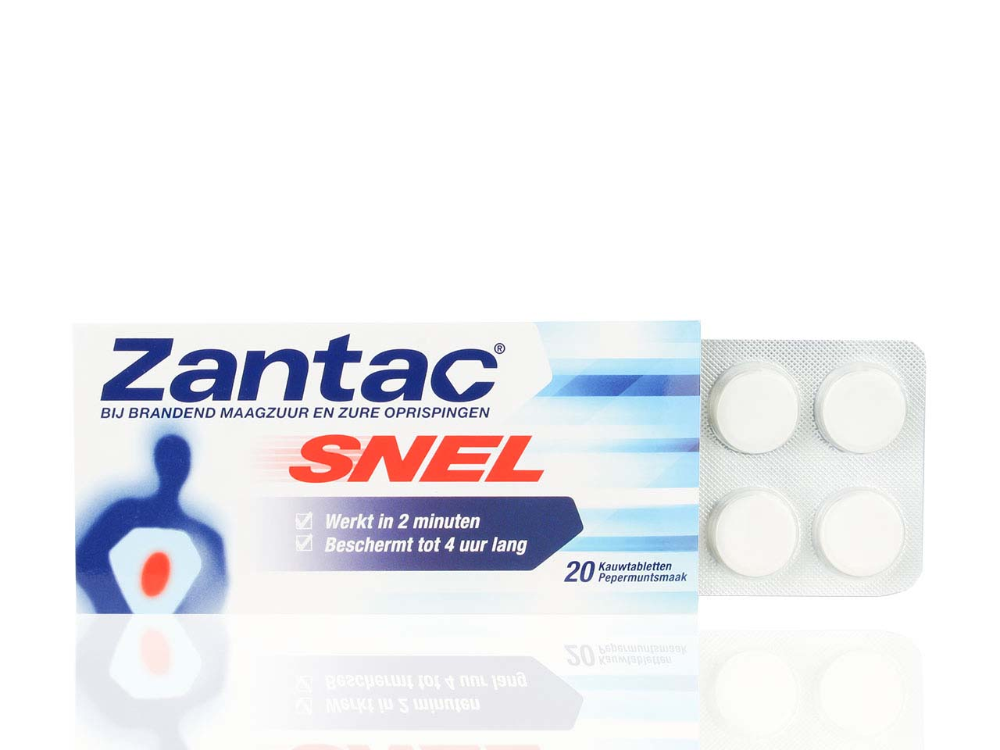 Zantac®
BIJ BRANDEND MAAGZUUR EN ZURE OPRISPINGEN
SNEL
Werkt in 2 minuten
Beschermt tot 4 uur lang
20 Kauwtabletten
Pepermuntsmaak